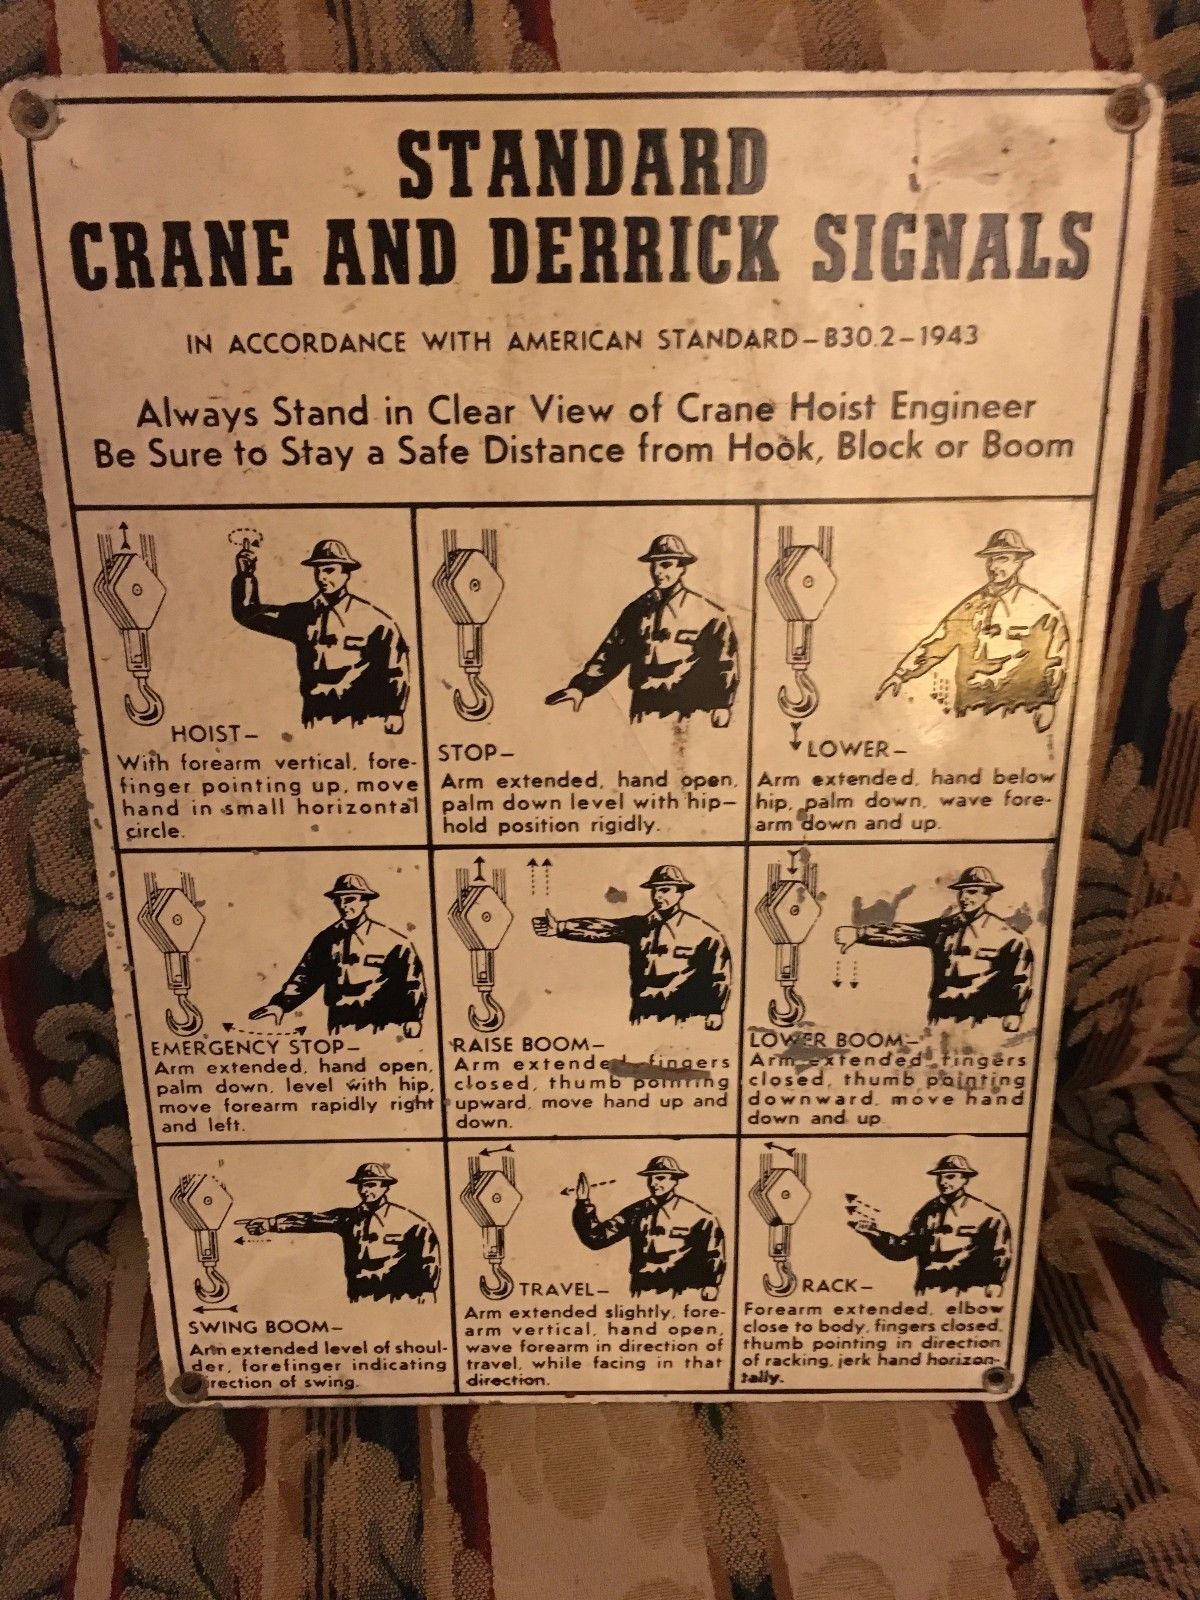 STANDARD
CRANE AND DERRICK SIGNALS
IN ACCORDANCE WITH AMERICAN STANDARD–B30.2–1943
Always Stand in Clear View of Crane Hoist Engineer
Be Sure to Stay a Safe Distance from Hook, Block or Boom
HOIST–
With forearm vertical, fore-
finger pointing up, move
hand in small horizontal
circle.
STOP–
Arm extended, hand open,
palm down level with hip–
hold position rigidly.
LOWER–
Arm extended, hand below
hip, palm down, wave fore-
arm down and up.
EMERGENCY STOP–
Arm extended, hand open,
palm down, level with hip,
move forearm rapidly right
and left.
RAISE BOOM–
Arm extended, fingers
closed, thumb pointing
upward, move hand up and
down.
LOWER BOOM–
Arm extended, fingers
closed, thumb pointing
downward, move hand
down and up
SWING BOOM–
Arm extended level of shoul-
der, forefinger indicating
direction of swing.
TRAVEL–
Arm extended slightly, fore-
arm vertical, hand open,
wave forearm in direction of
travel, while facing in that
direction.
RACK–
Forearm extended, elbow
close to body, fingers closed,
thumb pointing in direction
of racking, jerk hand horizon-
tally.